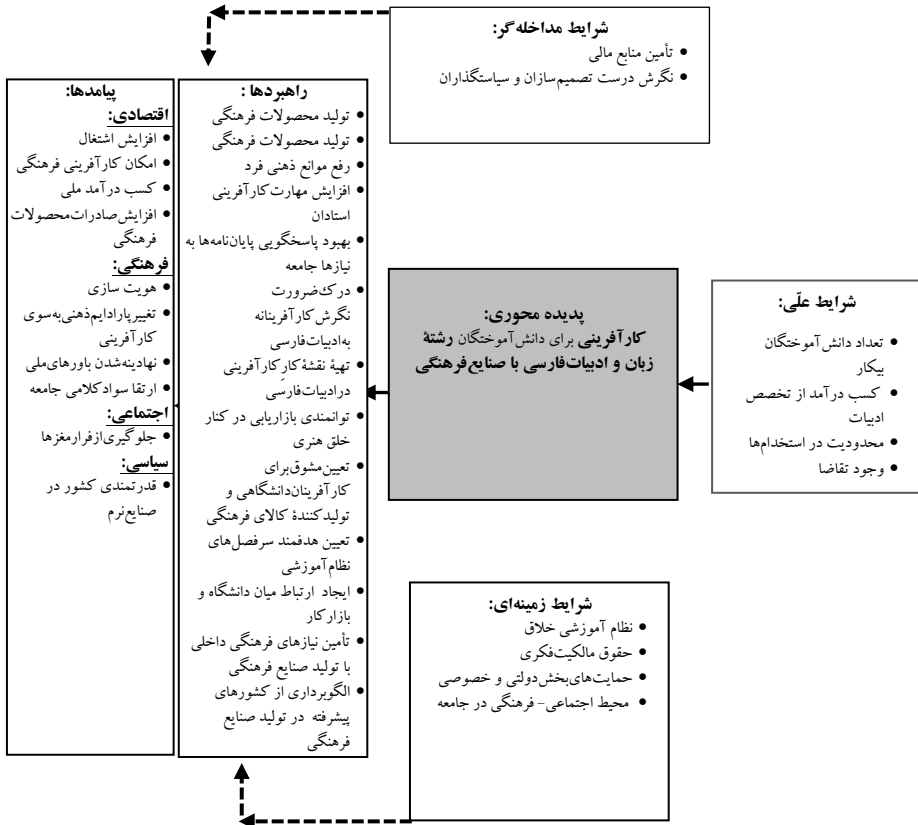 شرایط مداخله‌گر:
تأمین منابع مالی
نگرش درست تصمیم‌سازان و سیاستگذاران
شرایط علّی:
تعداد دانش‌آموختگان
بیکار
کسب درآمد از تخصص
ادبیات
محدودیت در استخدام‌ها
وجود تقاضا
پدیده محوری:
کارآفرینی برای دانش‌آموختگان رشتهٔ
زبان و ادبیات‌فارسی با صنایع‌فرهنگی
شرایط زمینه‌ای:
نظام آموزشی خلاق
حقوق مالکیت‌فکری
حمایت‌های‌بخش‌دولتی و خصوصی
محیط اجتماعی- فرهنگی در جامعه
راهبردها :
تولید محصولات فرهنگی
تولید محصولات فرهنگی
رفع موانع ذهنی فرد
افزایش مهارت‌کارآفرینی
استادان
بهبود پاسخگویی پایان‌نامه‌ها به
نیازها جامعه
درک‌ضرورت
نگرش‌کارآفرینانه
به‌ادبیات‌فارسی
تهیهٔ نقشهٔ‌کارِکارآفرینی
درادبیات‌فارسی
توانمندی بازاریابی در کنار
خلق هنری
تعیین‌مشوق‌برای
کارآفرینان‌دانشگاهی و
تولیدکنندهٔ کالای فرهنگی
تعیین هدفمند سرفصل‌های
نظام‌آموزشی
ایجاد ارتباط میان دانشگاه و
بازارکار
تأمین نیازهای فرهنگی داخلی
با تولید صنایع فرهنگی
الگوبرداری از کشورهای
پیشرفته در تولید صنایع
فرهنگی
پیامدها:
اقتصادی:
افزایش اشتغال
امکان کارآفرینی فرهنگی
کسب درآمد ملی
افزایش‌صادرات‌محصولات
فرهنگی
فرهنگی:
هویت سازی
تغییرپارادایم‌ذهنی‌به‌سوی
کارآفرینی
نهادینه‌شدن باورهای‌ملی
ارتقا سوادکلامی جامعه
اجتماعی:
جلوگیری‌ازفرارمغزها
سیاسی:
قدرتمندی کشور در
صنایع‌نرم